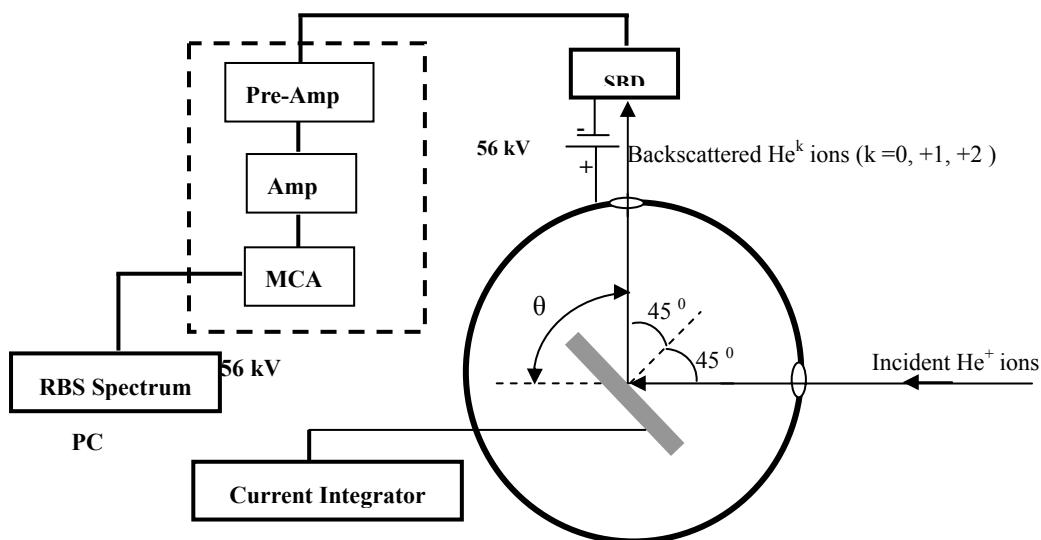 Pre-Amp
Amp
MCA
RBS Spectrum
56 kV
PC
Current Integrator
SBD
56 kV
-
+
Backscattered He^k ions (k =0, +1, +2 )
θ
45 ⁰
45 ⁰
Incident He⁺ ions